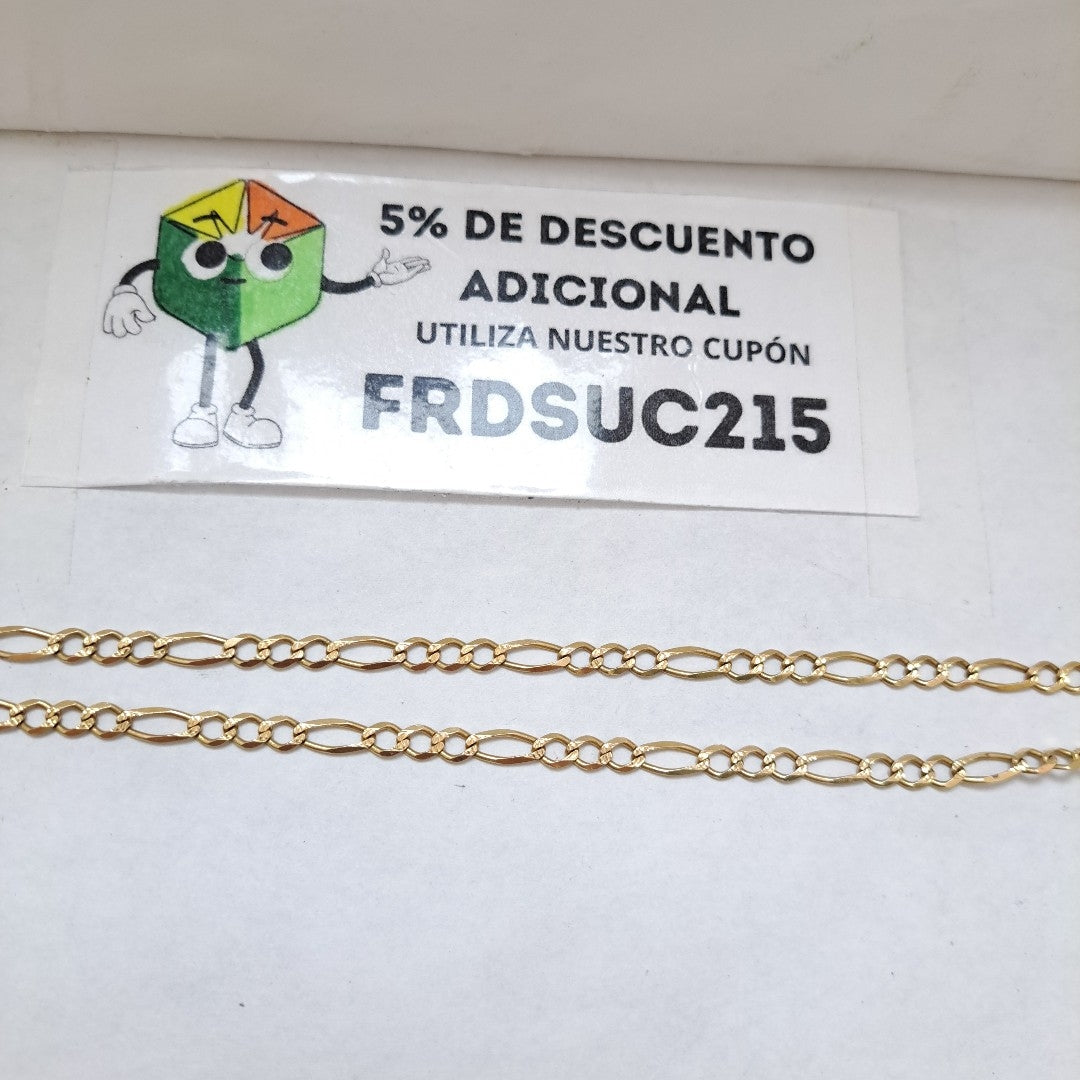 5% DE DESCUENTO
ADICIONAL
UTILIZA NUESTRO CUPÓN
FRDSUC215